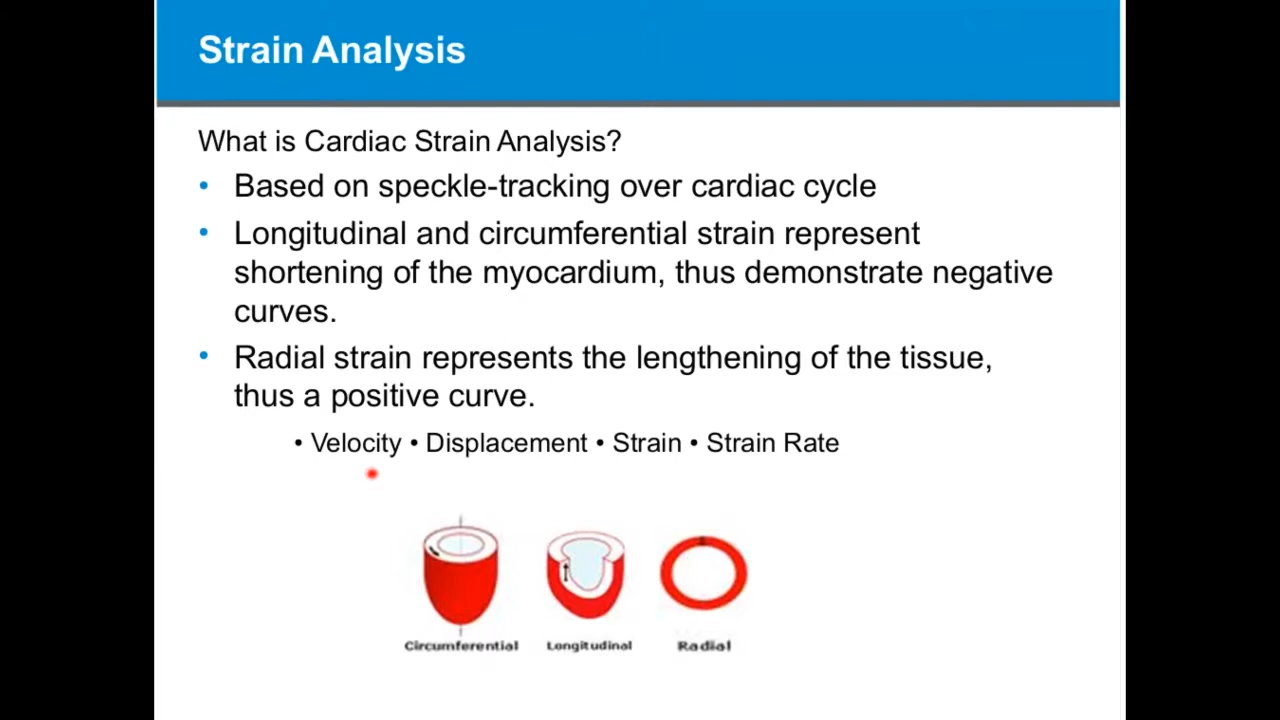 Strain Analysis
What is Cardiac Strain Analysis?
• Based on speckle-tracking over cardiac cycle
• Longitudinal and circumferential strain represent
shortening of the myocardium, thus demonstrate negative
curves.
• Radial strain represents the lengthening of the tissue,
thus a positive curve.
• Velocity • Displacement • Strain • Strain Rate
Circumferential Longitudinal Radial